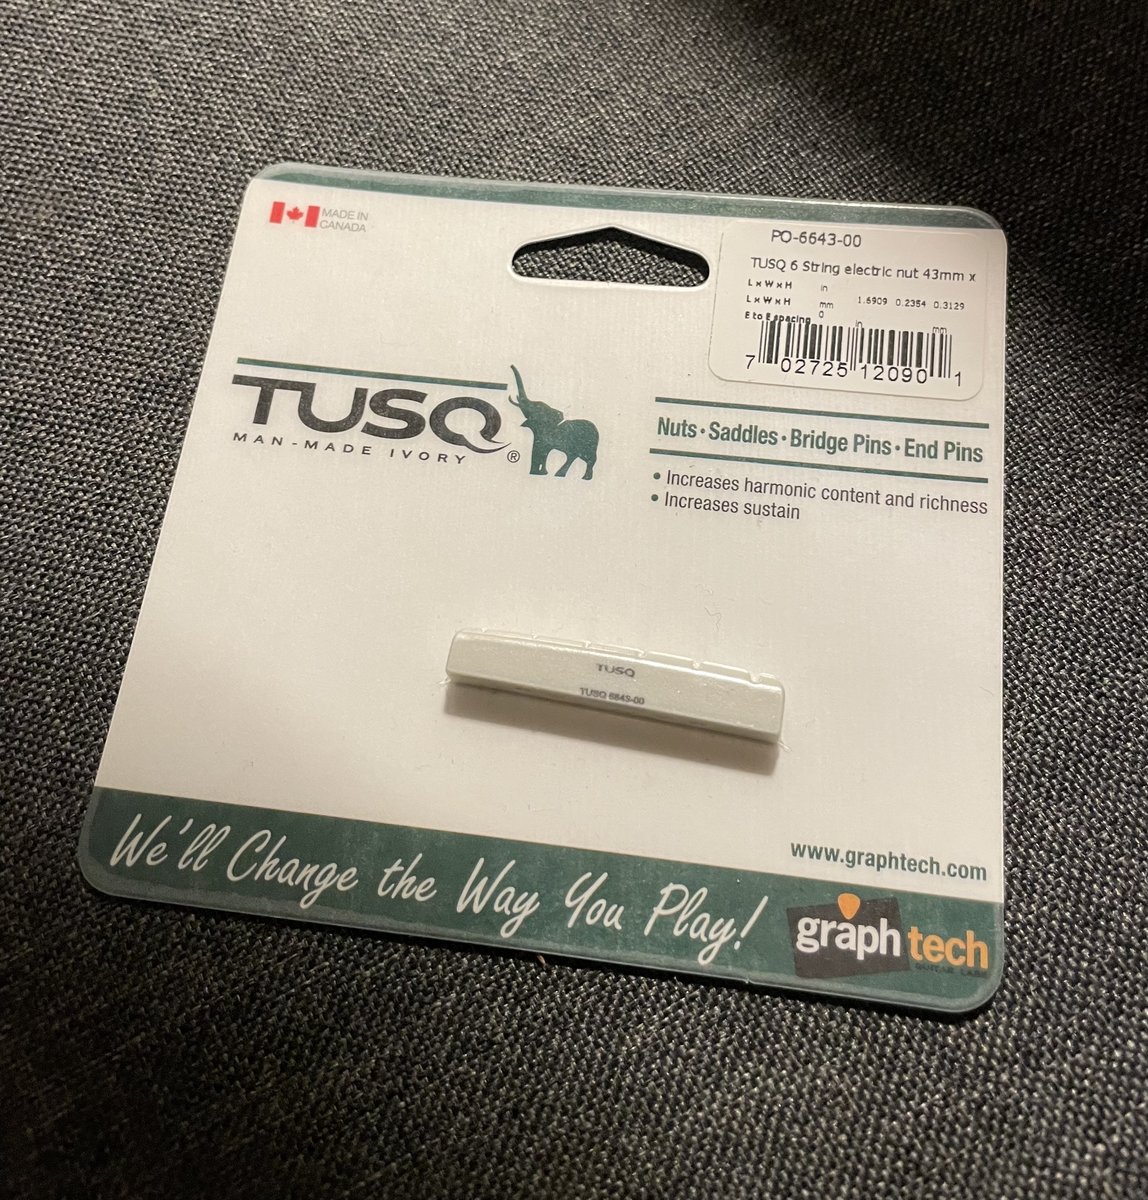 MADE IN
CANADA
PQ-6643-00
TUSQ 6 String electric nut 43mm x
L x W x H in
L x W x H mm 1.6909 0.2354 0.3129
E to E spacing 0 in mm
7 02725 12090 1
TUSQ
®
MAN-MADE IVORY
Nuts • Saddles • Bridge Pins • End Pins
• Increases harmonic content and richness
• Increases sustain
TUSQ
TUSQ
www.graphtech.com
We'll Change the Way You Play!
graph tech
GUITAR LABS